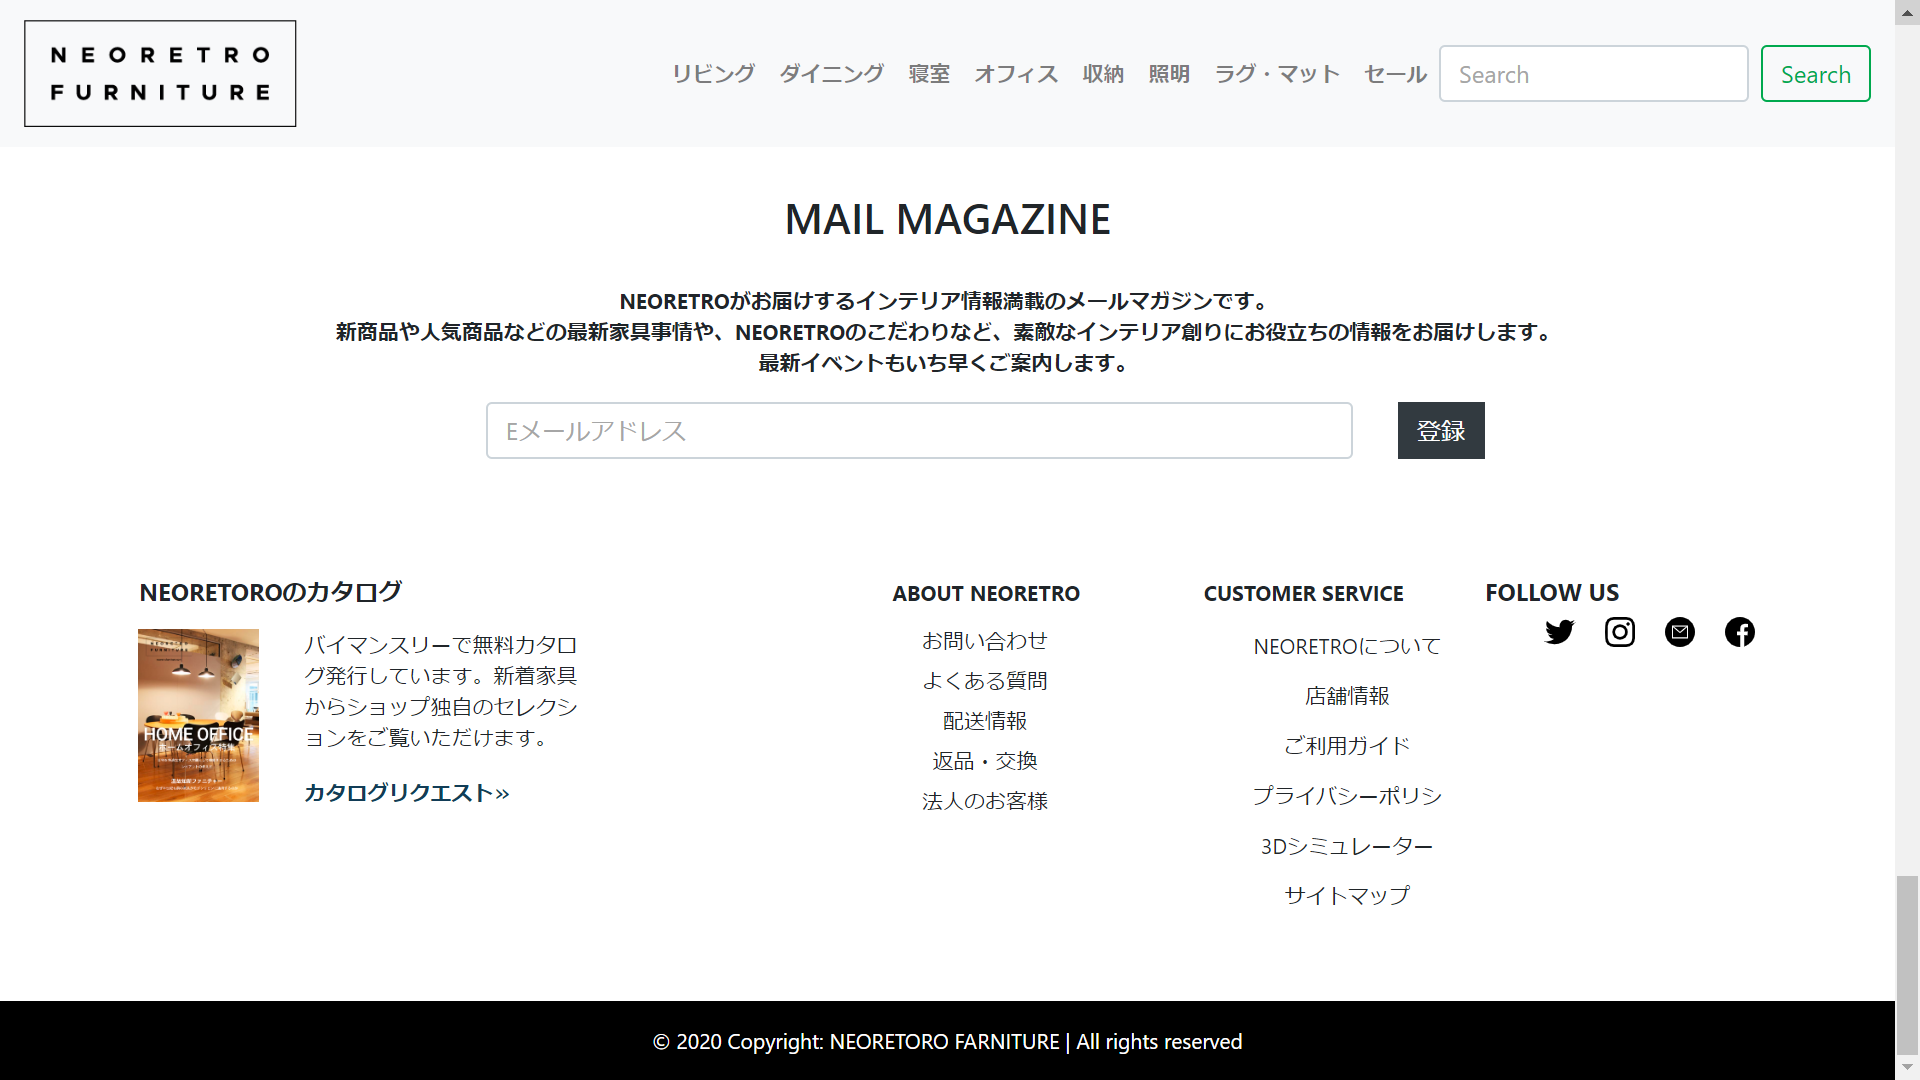 NEORETRO
FURNITURE
リビング ダイニング 寝室 オフィス 収納 照明 ラグ・マット セール Search Search
MAIL MAGAZINE
NEORETROがお届けするインテリア情報満載のメールマガジンです。
新商品や人気商品などの最新家具事情や、NEORETROのこだわりなど、素敵なインテリア創りにお役立ちの情報をお届けします。
最新イベントもいち早くご案内します。
Eメールアドレス 登録
NEORETOROのカタログ
HOME OFFICE
ホームオフィス特集
バイマンスリーで無料カタロ
グ発行しています。新着家具
からショップ独自のセレクシ
ョンをご覧いただけます。
カタログリクエスト»
ABOUT NEORETRO
お問い合わせ
よくある質問
配送情報
返品・交換
法人のお客様
CUSTOMER SERVICE
NEORETROについて
店舗情報
ご利用ガイド
プライバシーポリシ
3Dシミュレーター
サイトマップ
FOLLOW US
© 2020 Copyright: NEORETORO FARNITURE | All rights reserved